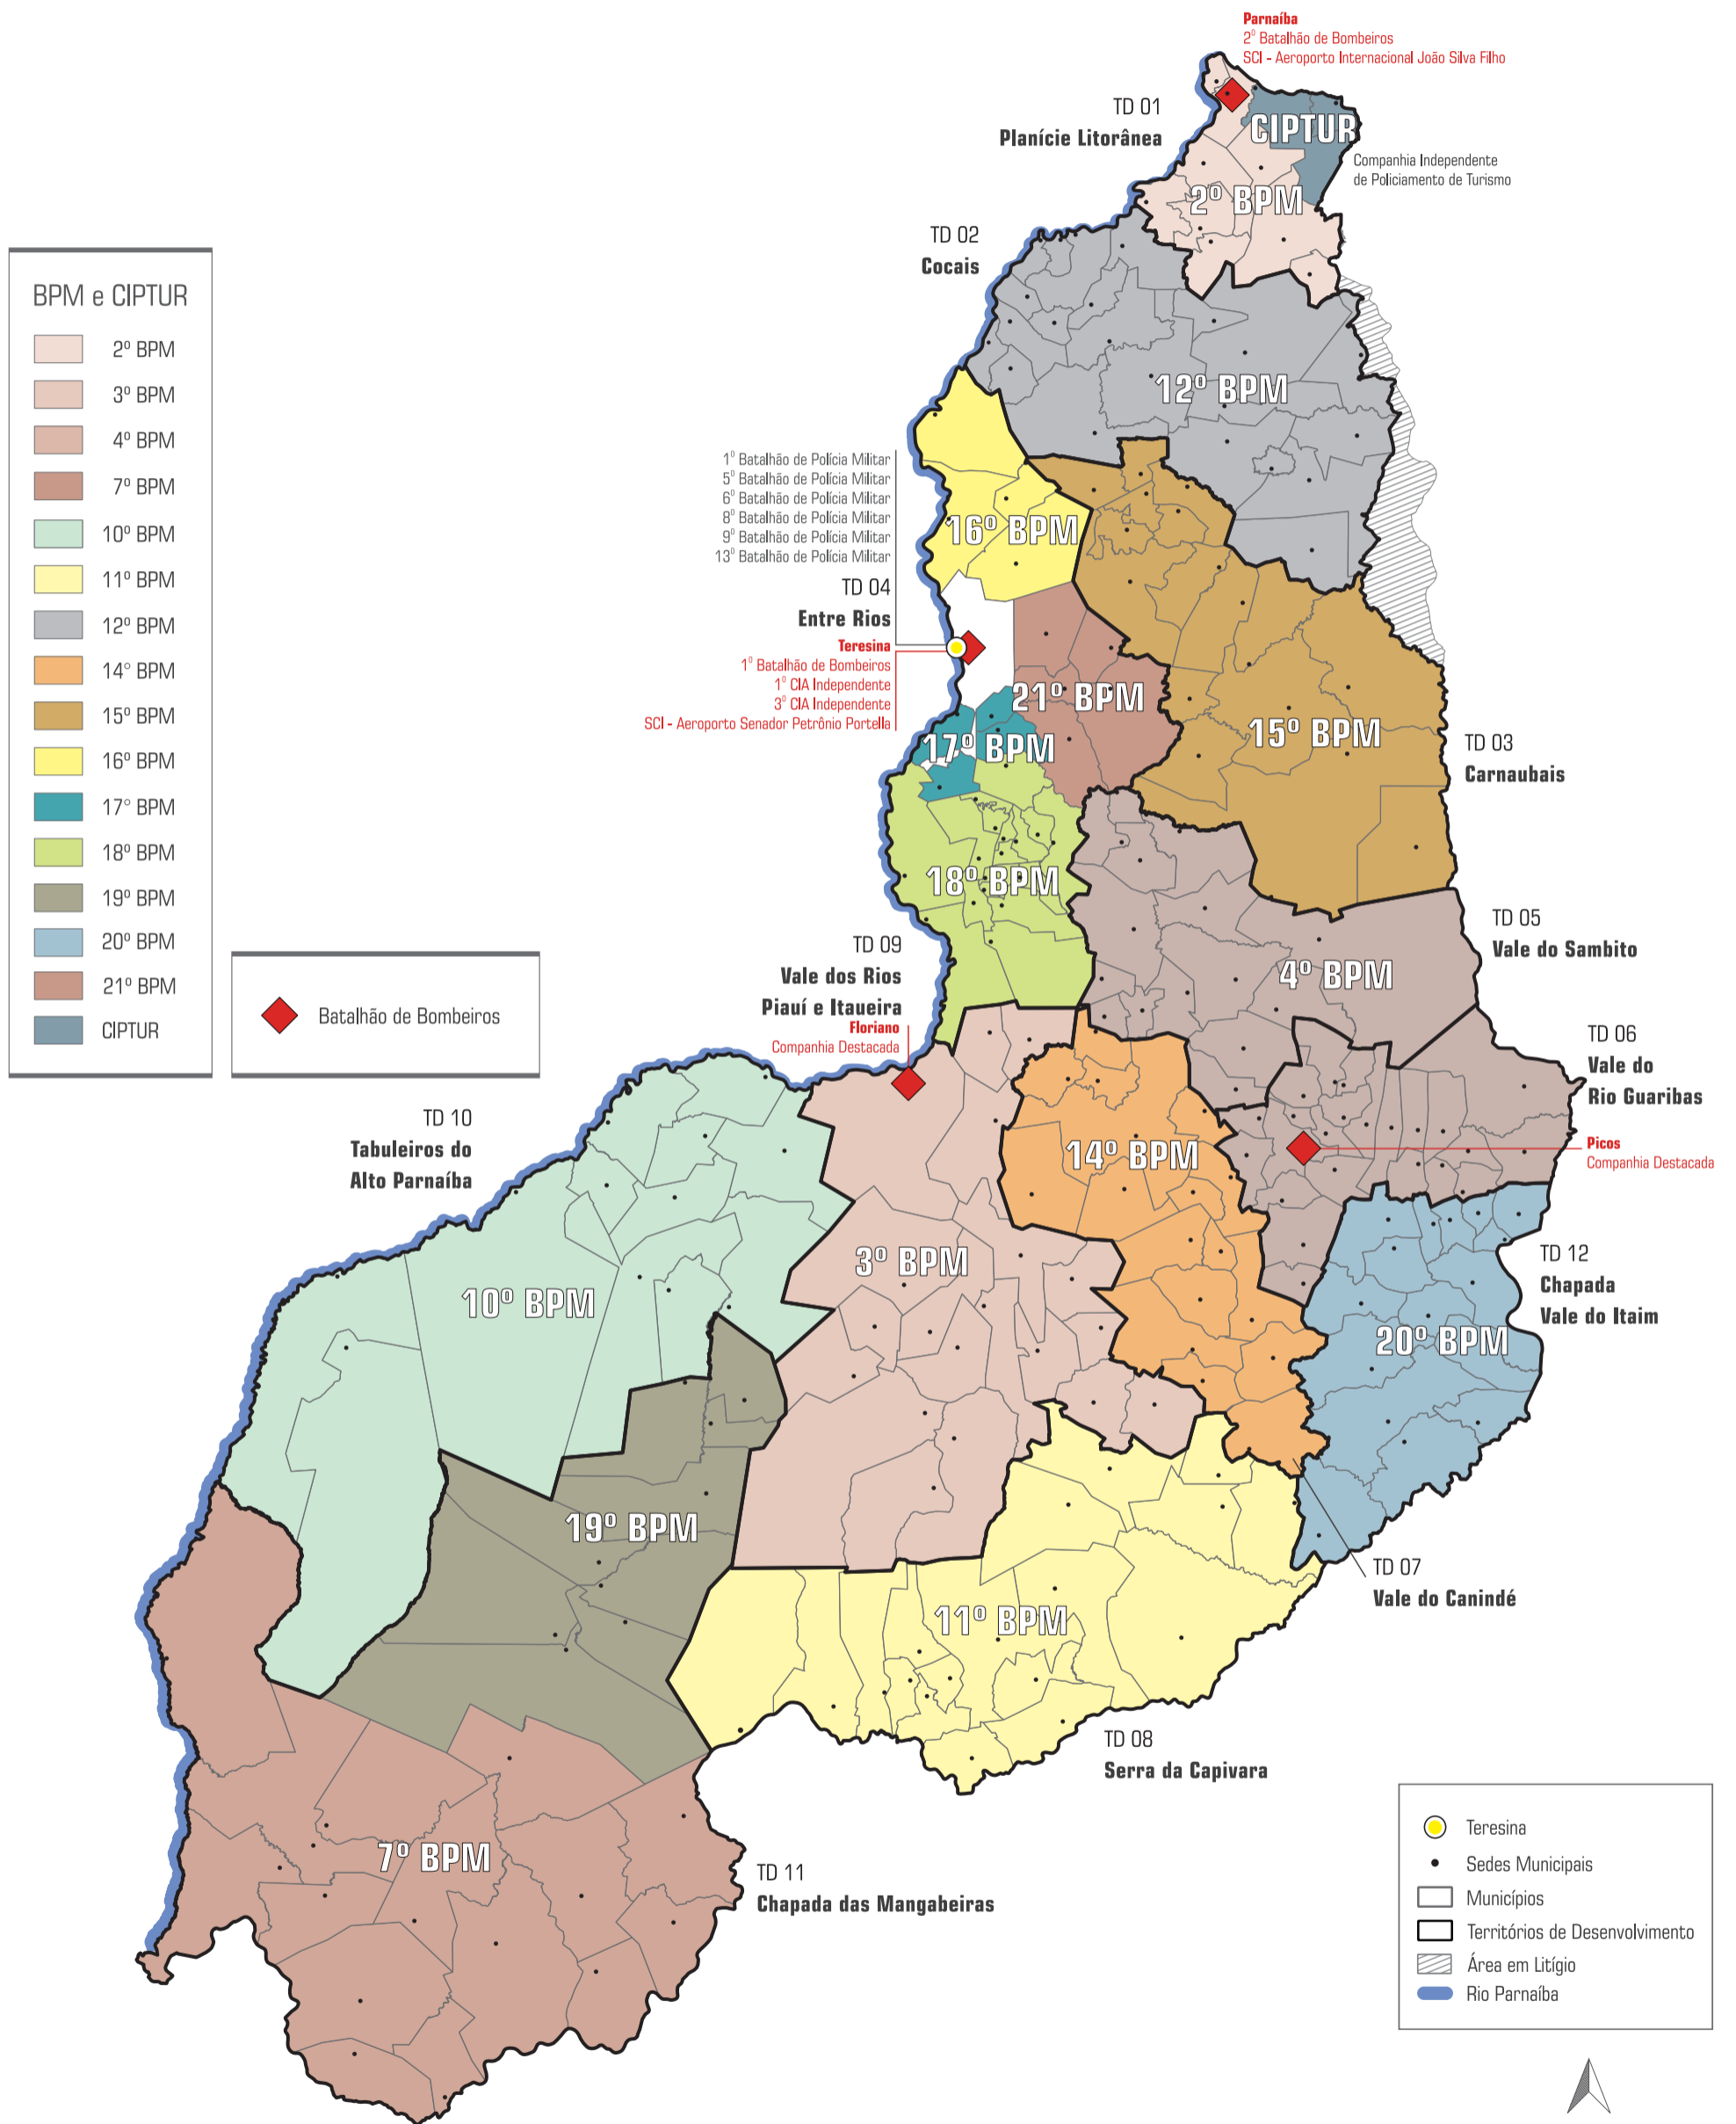 Parnaíba
2º Batalhão de Bombeiros
SCI - Aeroporto Internacional João Silva Filho
TD 01
Planície Litorânea
CIPTUR
Companhia Independente
de Policiamento de Turismo
2º BPM
TD 02
Cocais
12º BPM
BPM e CIPTUR
2º BPM
3º BPM
4º BPM
7º BPM
10º BPM
11º BPM
12º BPM
14° BPM
15º BPM
16º BPM
17° BPM
18º BPM
19º BPM
20º BPM
21º BPM
CIPTUR
Batalhão de Bombeiros
1º Batalhão de Polícia Militar
5º Batalhão de Polícia Militar
6º Batalhão de Polícia Militar
8º Batalhão de Polícia Militar
9º Batalhão de Polícia Militar
13º Batalhão de Polícia Militar
16º BPM
TD 04
Entre Rios
Teresina
1º Batalhão de Bombeiros
1º CIA Independente
3º CIA Independente
SCI - Aeroporto Senador Petrônio Portella
21º BPM
17º BPM
15º BPM
TD 03
Carnaubais
18º BPM
TD 05
Vale do Sambito
4º BPM
TD 09
Vale dos Rios
Piauí e Itaueira
Floriano
Companhia Destacada
TD 06
Vale do
Rio Guaribas
Picos
Companhia Destacada
TD 10
Tabuleiros do
Alto Parnaíba
14º BPM
3º BPM
10º BPM
TD 12
Chapada
Vale do Itaim
20º BPM
19º BPM
TD 07
Vale do Canindé
11º BPM
TD 08
Serra da Capivara
7º BPM
TD 11
Chapada das Mangabeiras
Teresina
Sedes Municipais
Municípios
Territórios de Desenvolvimento
Área em Litígio
Rio Parnaíba